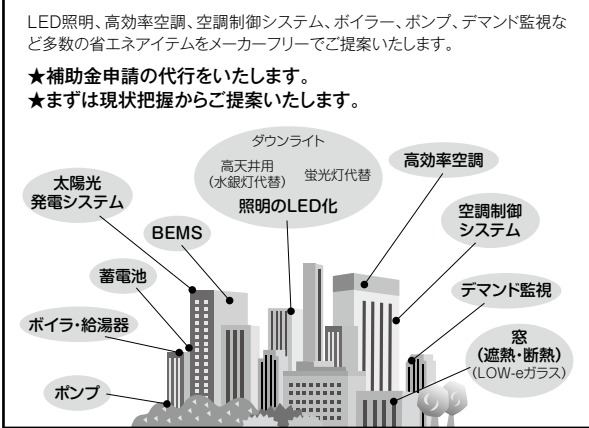 LED照明、高効率空調、空調制御システム、ボイラー、ポンプ、デマンド監視な
ど多数の省エネアイテムをメーカーフリーでご提案いたします。
★補助金申請の代行をいたします。
★まずは現状把握からご提案いたします。
ダウンライト
高天井用
(水銀灯代替)
蛍光灯代替
照明のLED化
高効率空調
太陽光
発電システム
BEMS
空調制御
システム
蓄電池
デマンド監視
ボイラ・給湯器
窓
(遮熱・断熱)
(LOW-eガラス)
ポンプ